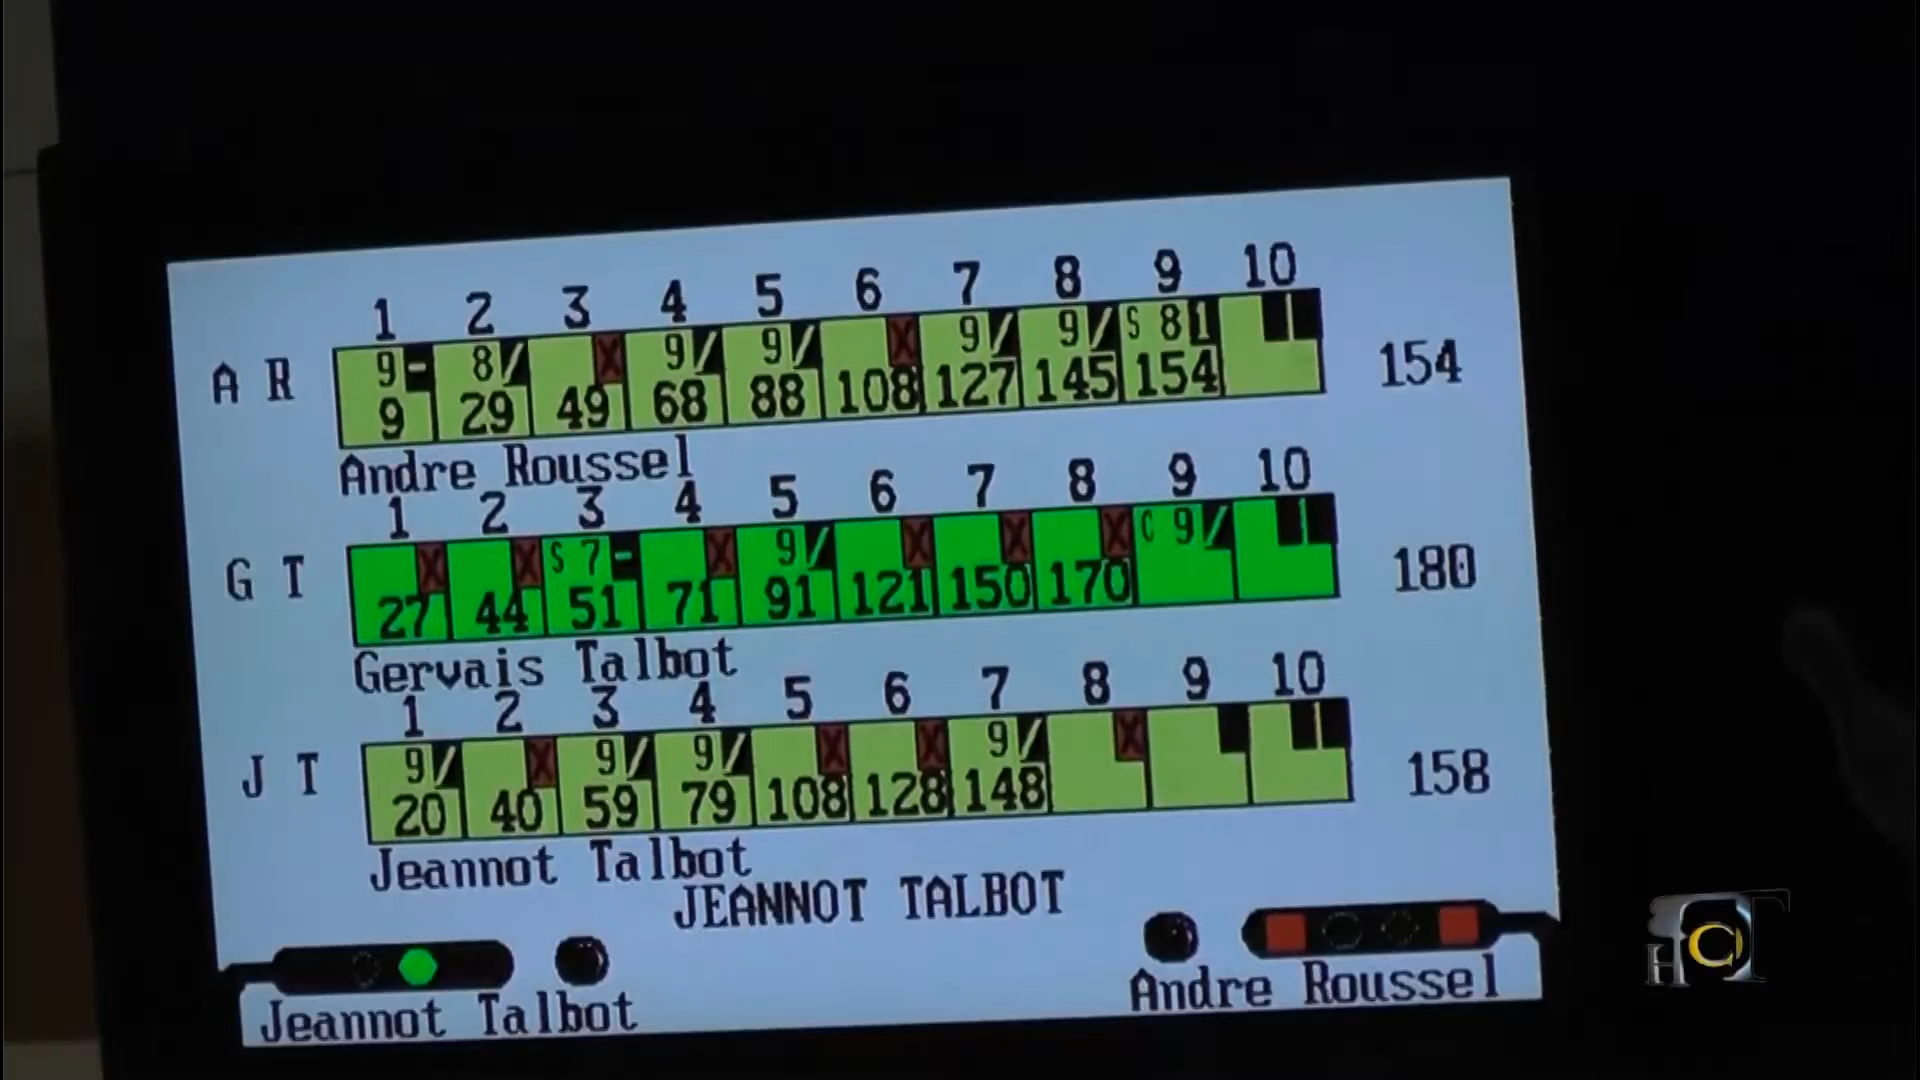 1 2 3 4 5 6 7 8 9 10
A R 9- 8/ X 9/ 9/ X 9/ 9/ S 81 154
9 29 49 68 88 108 127 145 154
Andre Roussel
1 2 3 4 5 6 7 8 9 10
G T X X S 7- X 9/ X X X C 9/ 180
27 44 51 71 91 121 150 170
Gervais Talbot
1 2 3 4 5 6 7 8 9 10
J T 9/ X 9/ 9/ X X 9/ X 158
20 40 59 79 108 128 148
Jeannot Talbot
JEANNOT TALBOT
Jeannot Talbot
Andre Roussel
HCT